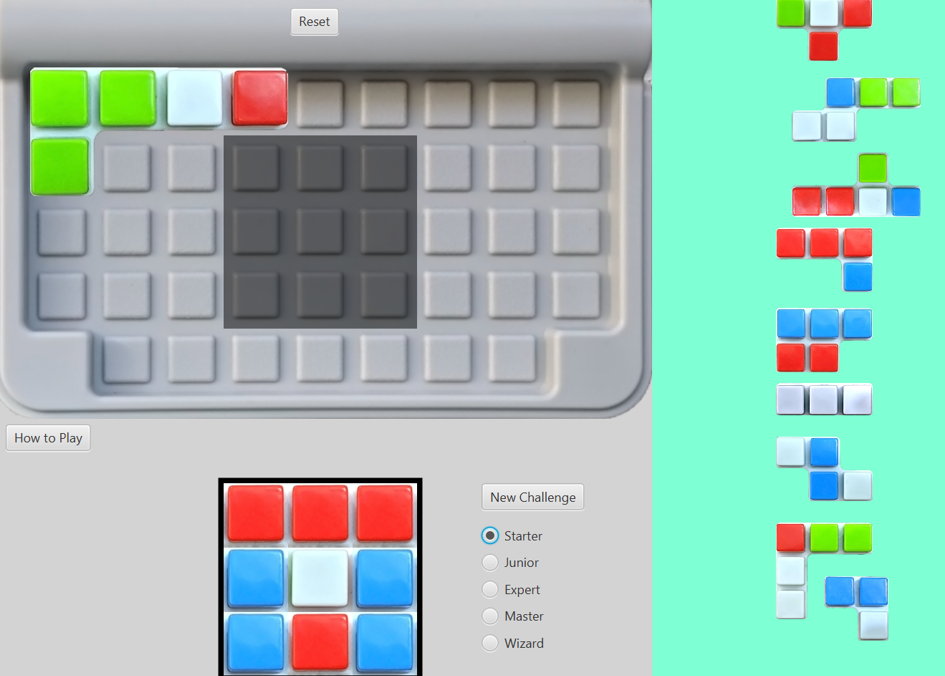 Reset
How to Play
New Challenge
Starter
Junior
Expert
Master
Wizard